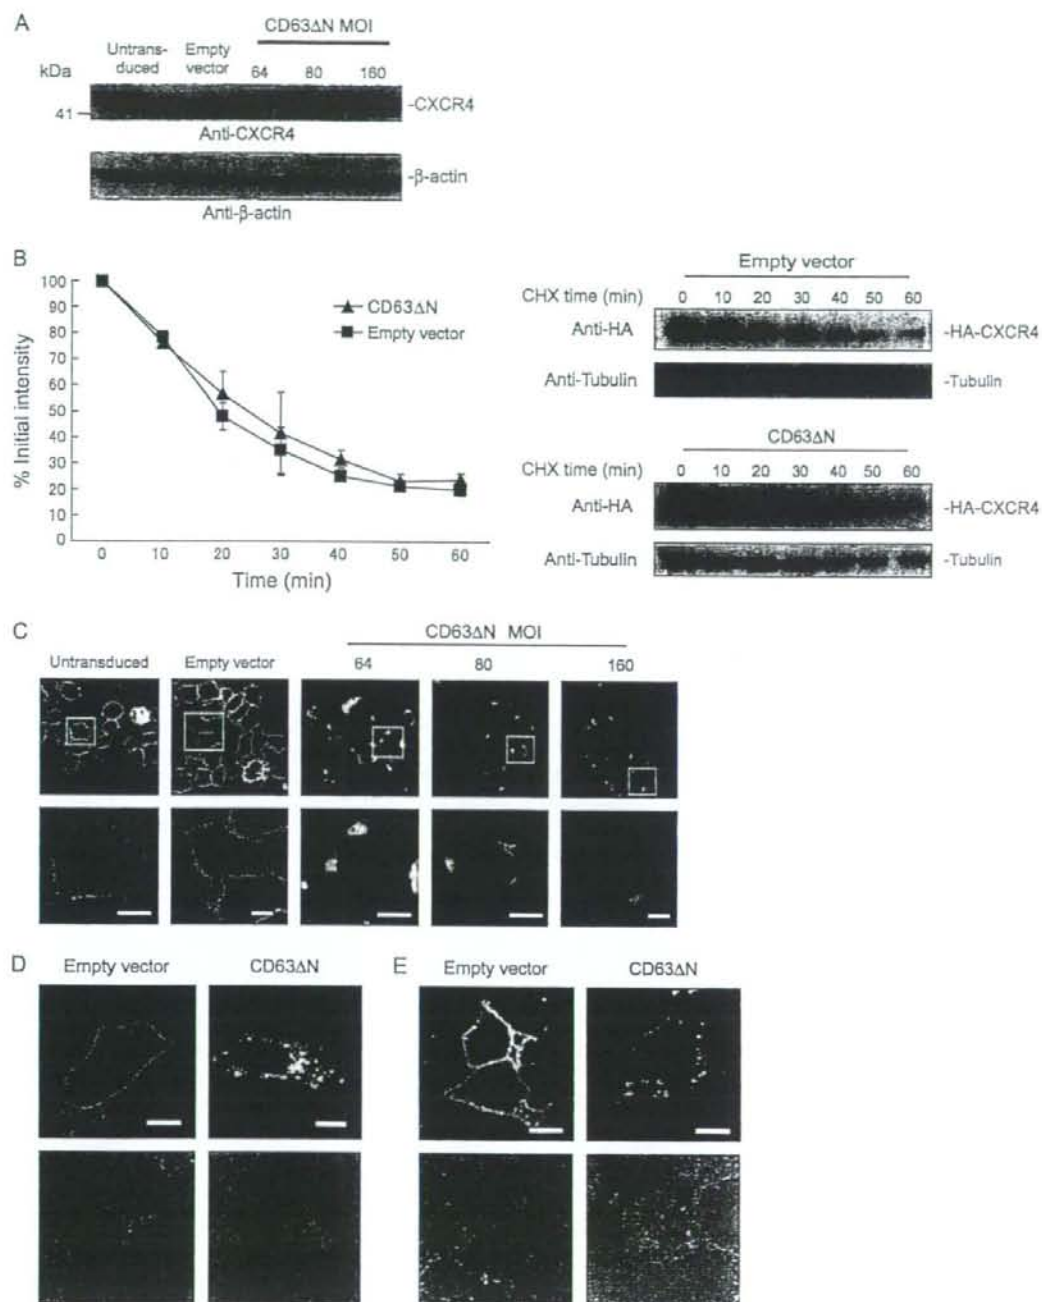 A
CD63ΔN MOI
Untrans-
duced
Empty
vector
kDa
64 80 160
-CXCR4
41
Anti-CXCR4
-β-actin
Anti-β-actin
B
100
90
80
70
60
50
40
30
20
10
0
% Initial intensity
CD63ΔN
Empty vector
0 10 20 30 40 50 60
Time (min)
Empty vector
CHX time (min) 0 10 20 30 40 50 60
Anti-HA -HA-CXCR4
Anti-Tubulin -Tubulin
CD63ΔN
CHX time (min) 0 10 20 30 40 50 60
Anti-HA -HA-CXCR4
Anti-Tubulin -Tubulin
C
CD63ΔN MOI
Untransduced Empty vector 64 80 160
D
Empty vector CD63ΔN
E
Empty vector CD63ΔN